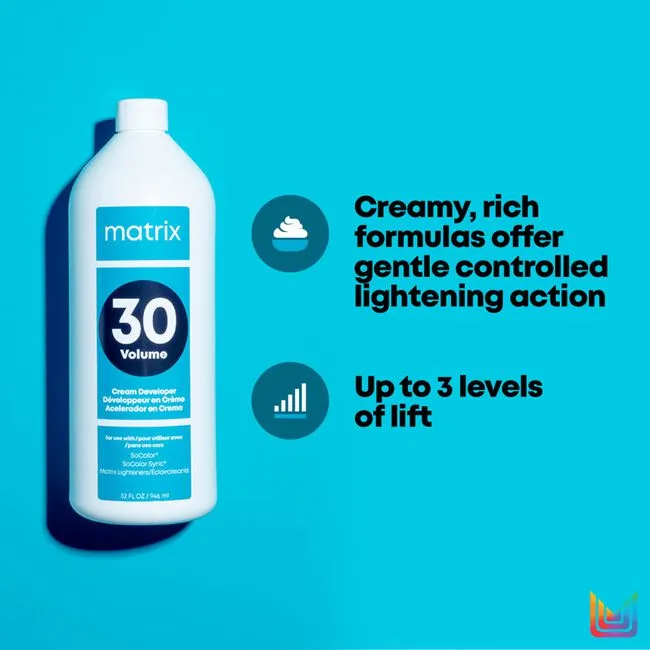 matrix
30
Volume
Cream Developer
Développeur en Crème
Acelerador en Crema
for use with/pour utiliser avec
/para uso con:
SoColor®
SoColor Sync®
Matrix Lighteners/Éclaircissants
32 FL OZ / 946 ml
Creamy, rich
formulas offer
gentle controlled
lightening action
Up to 3 levels
of lift